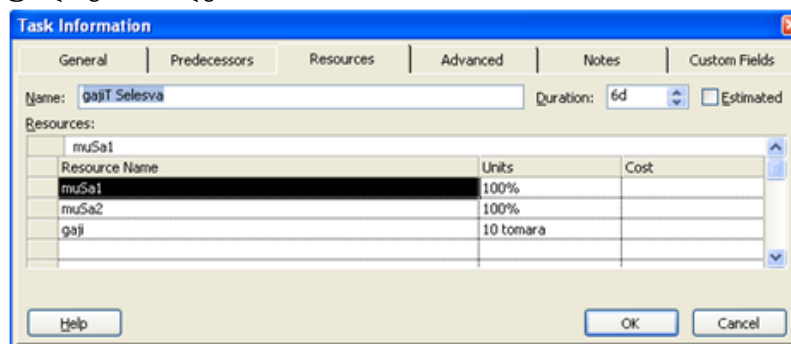 Task Information
General Predecessors Resources Advanced Notes Custom Fields
Name: gajiT Selesva Duration: 6d Estimated
Resources:
muSa1
Resource Name Units Cost
muSa1 100%
muSa2 100%
gaji 10 tomara
Help OK Cancel